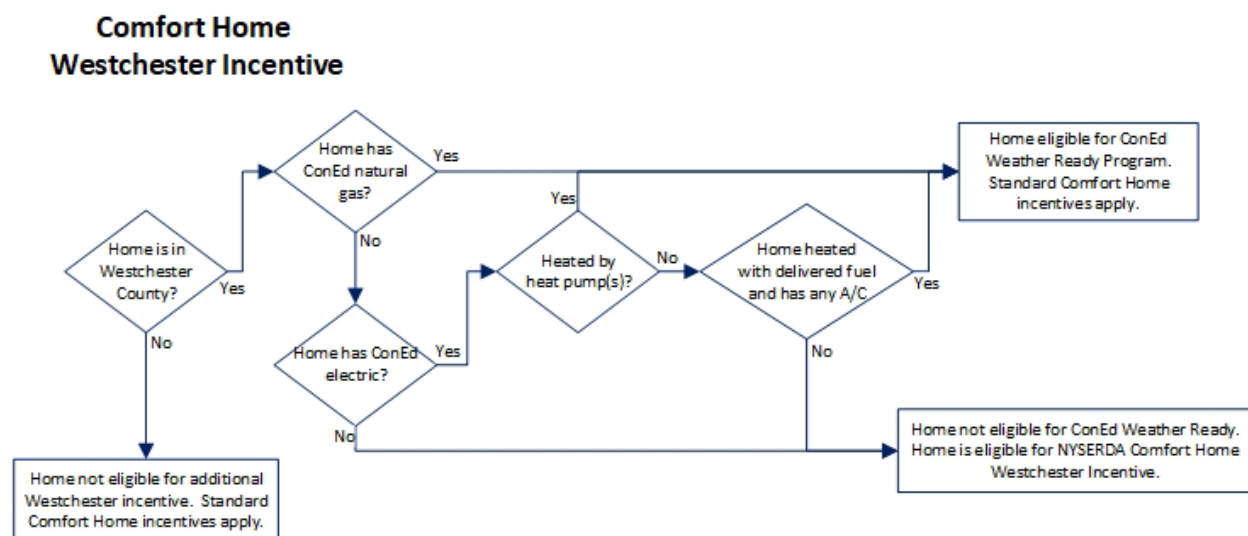 Comfort Home
Westchester Incentive
Home is in
Westchester
County?
Yes
No
Home not eligible for additional
Westchester incentive. Standard
Comfort Home incentives apply.
Home has
ConEd natural
gas?
Yes
No
Home has ConEd
electric?
Yes
No
Heated by
heat pump(s)?
Yes
No
Home heated
with delivered fuel
and has any A/C
Yes
No
Home eligible for ConEd
Weather Ready Program.
Standard Comfort Home
incentives apply.
Home not eligible for ConEd Weather Ready.
Home is eligible for NYSERDA Comfort Home
Westchester Incentive.